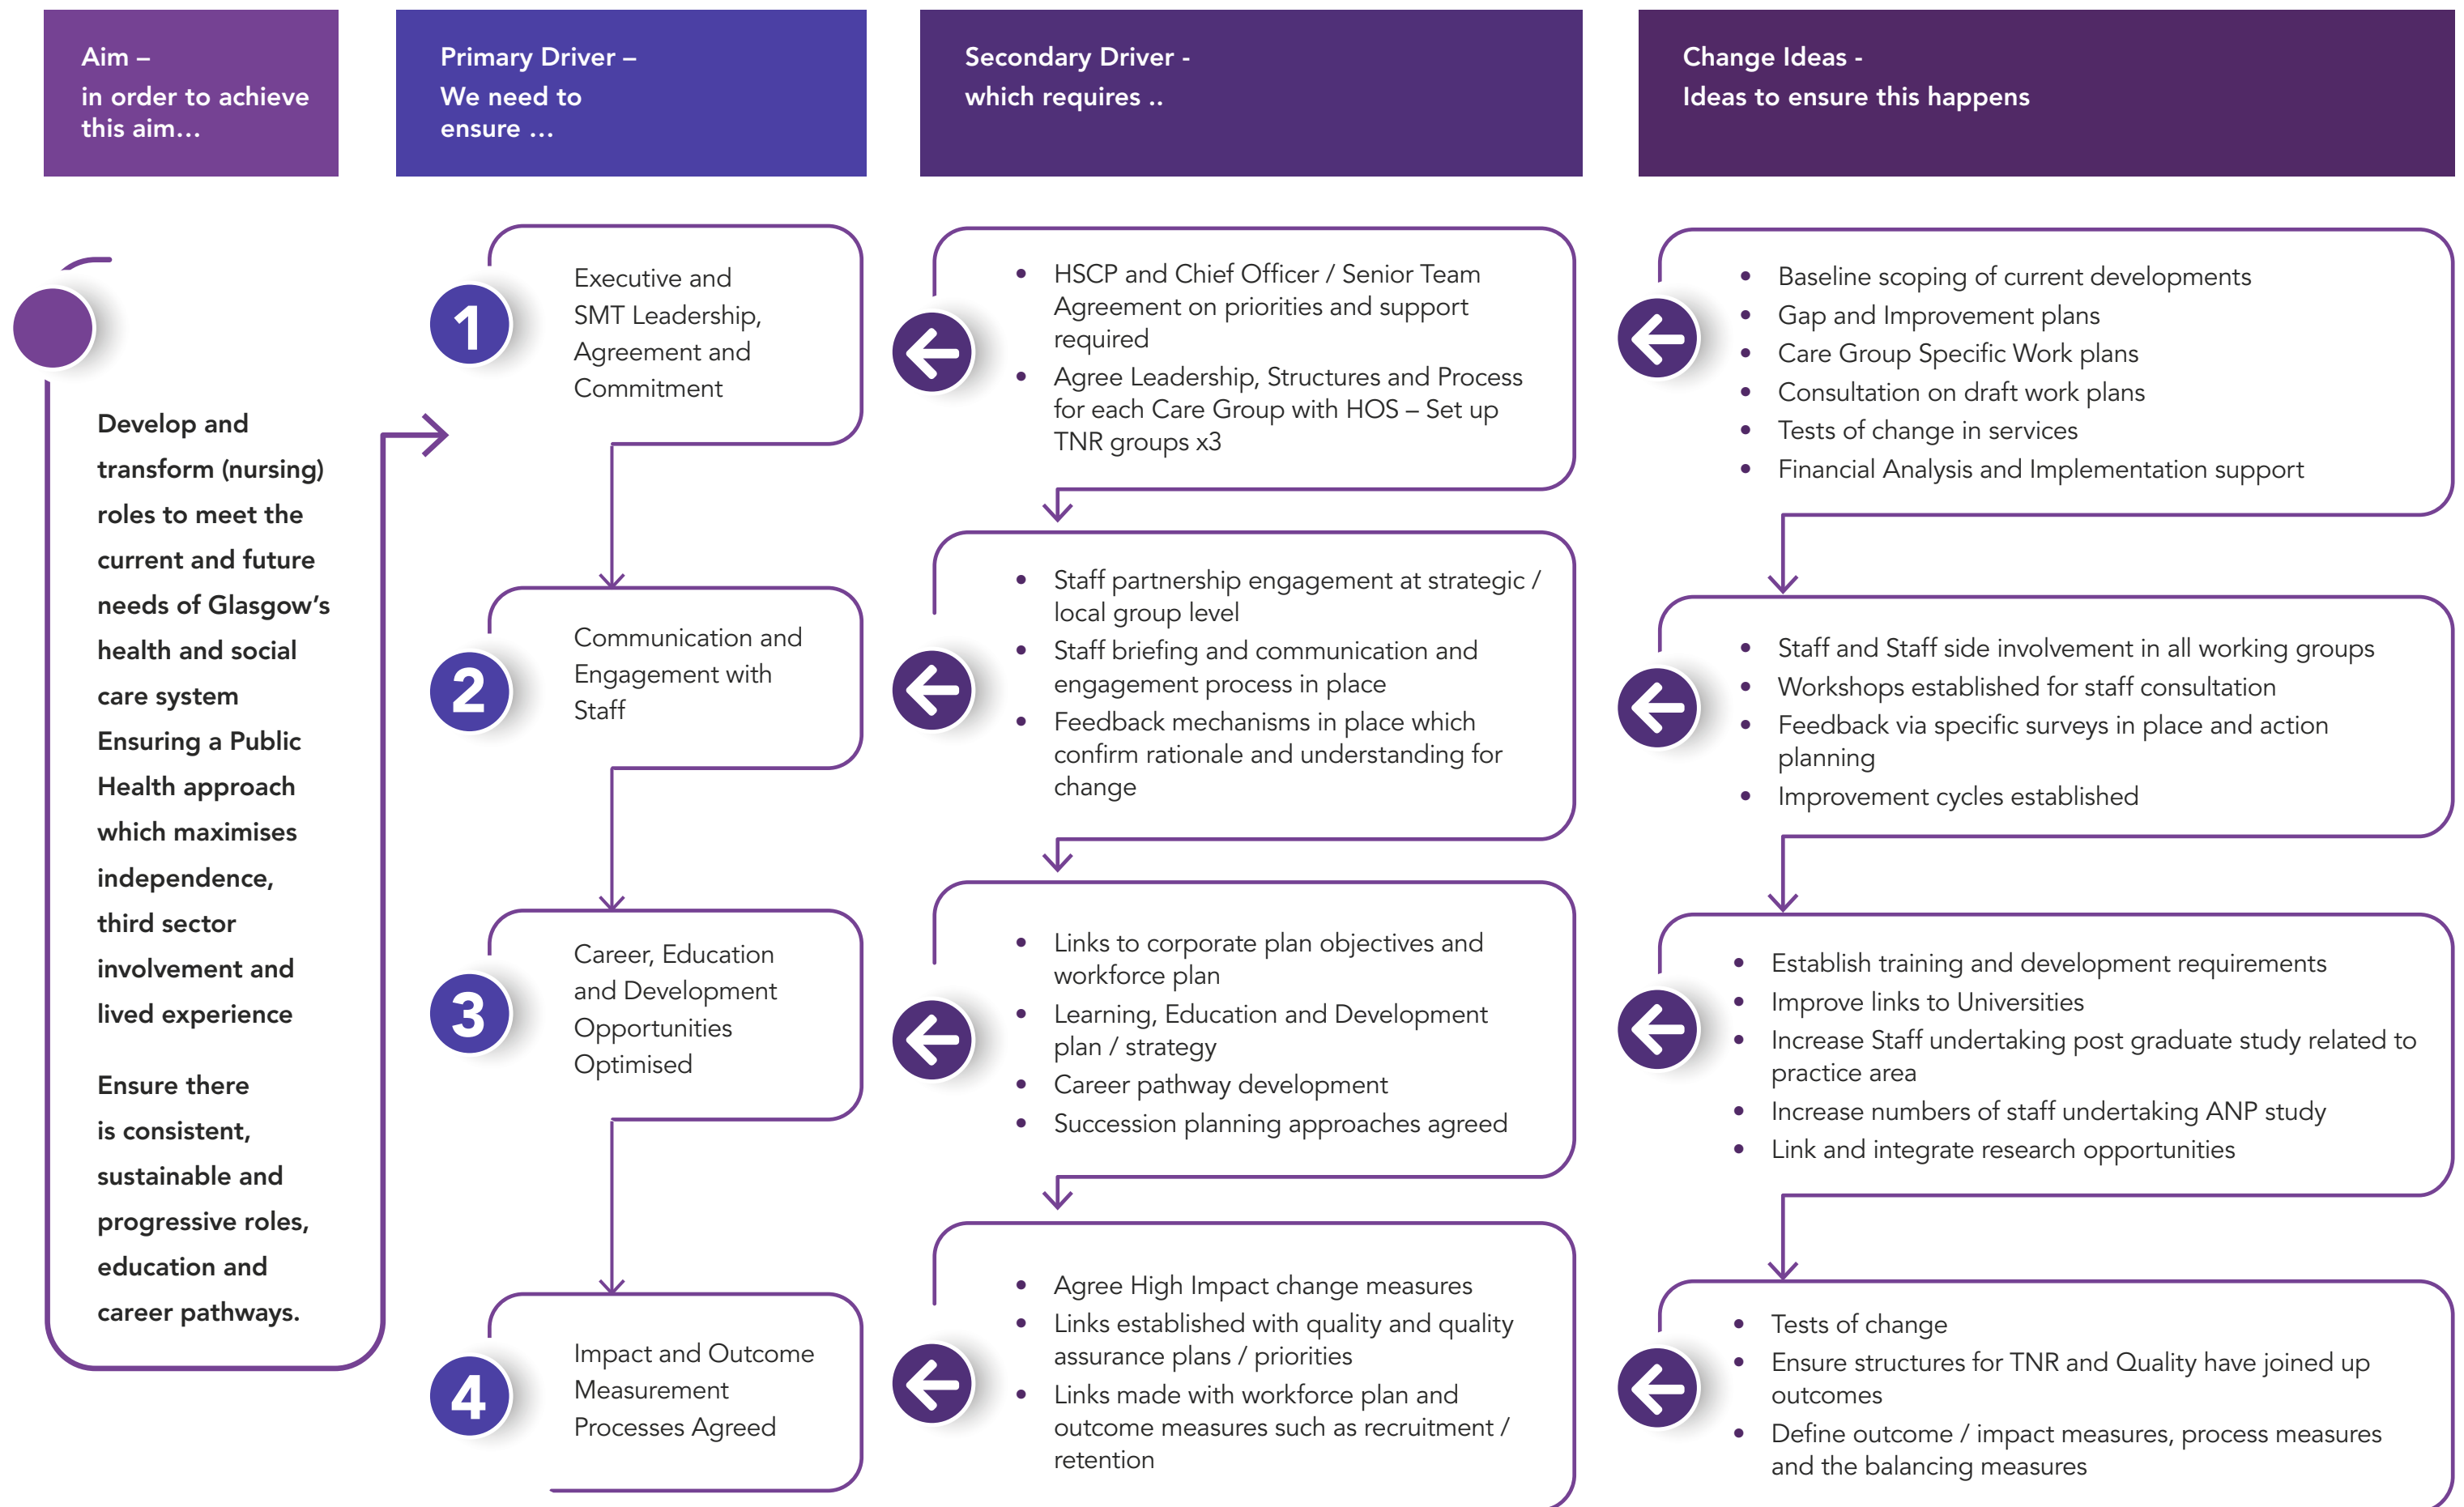 Aim –
in order to achieve
this aim…
Primary Driver –
We need to
ensure …
Secondary Driver -
which requires ..
Change Ideas -
Ideas to ensure this happens
Develop and
transform (nursing)
roles to meet the
current and future
needs of Glasgow's
health and social
care system
Ensuring a Public
Health approach
which maximises
independence,
third sector
involvement and
lived experience
Ensure there
is consistent,
sustainable and
progressive roles,
education and
career pathways.
1
Executive and
SMT Leadership,
Agreement and
Commitment
• HSCP and Chief Officer / Senior Team
Agreement on priorities and support
required
• Agree Leadership, Structures and Process
for each Care Group with HOS – Set up
TNR groups x3
• Baseline scoping of current developments
• Gap and Improvement plans
• Care Group Specific Work plans
• Consultation on draft work plans
• Tests of change in services
• Financial Analysis and Implementation support
2
Communication and
Engagement with
Staff
• Staff partnership engagement at strategic /
local group level
• Staff briefing and communication and
engagement process in place
• Feedback mechanisms in place which
confirm rationale and understanding for
change
• Staff and Staff side involvement in all working groups
• Workshops established for staff consultation
• Feedback via specific surveys in place and action
planning
• Improvement cycles established
3
Career, Education
and Development
Opportunities
Optimised
• Links to corporate plan objectives and
workforce plan
• Learning, Education and Development
plan / strategy
• Career pathway development
• Succession planning approaches agreed
• Establish training and development requirements
• Improve links to Universities
• Increase Staff undertaking post graduate study related to
practice area
• Increase numbers of staff undertaking ANP study
• Link and integrate research opportunities
4
Impact and Outcome
Measurement
Processes Agreed
• Agree High Impact change measures
• Links established with quality and quality
assurance plans / priorities
• Links made with workforce plan and
outcome measures such as recruitment /
retention
• Tests of change
• Ensure structures for TNR and Quality have joined up
outcomes
• Define outcome / impact measures, process measures
and the balancing measures